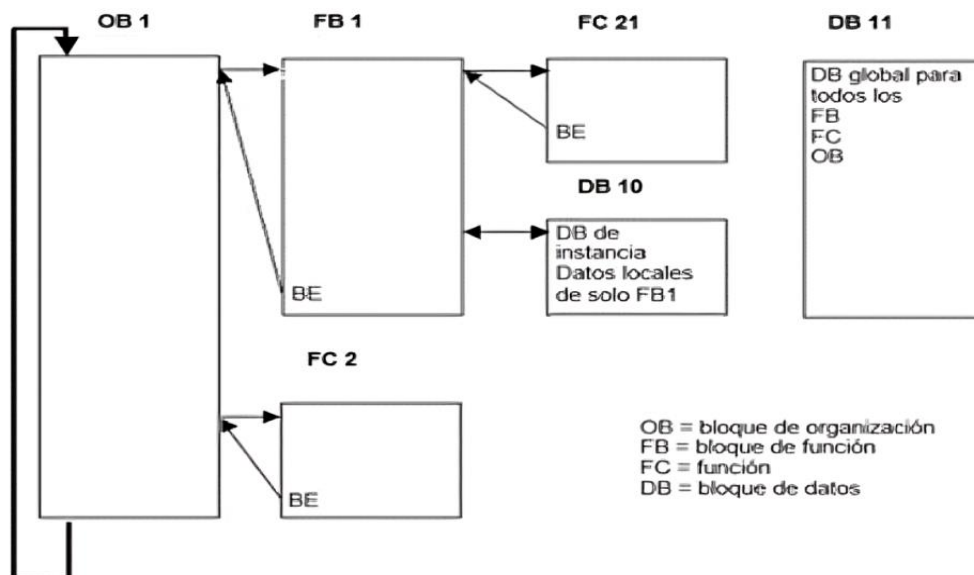 OB 1
FB 1
FC 21
DB 11
BE
DB global para
todos los
FB
FC
OB
DB 10
DB de
instancia
Datos locales
de solo FB1
BE
FC 2
BE
OB = bloque de organización
FB = bloque de función
FC = función
DB = bloque de datos